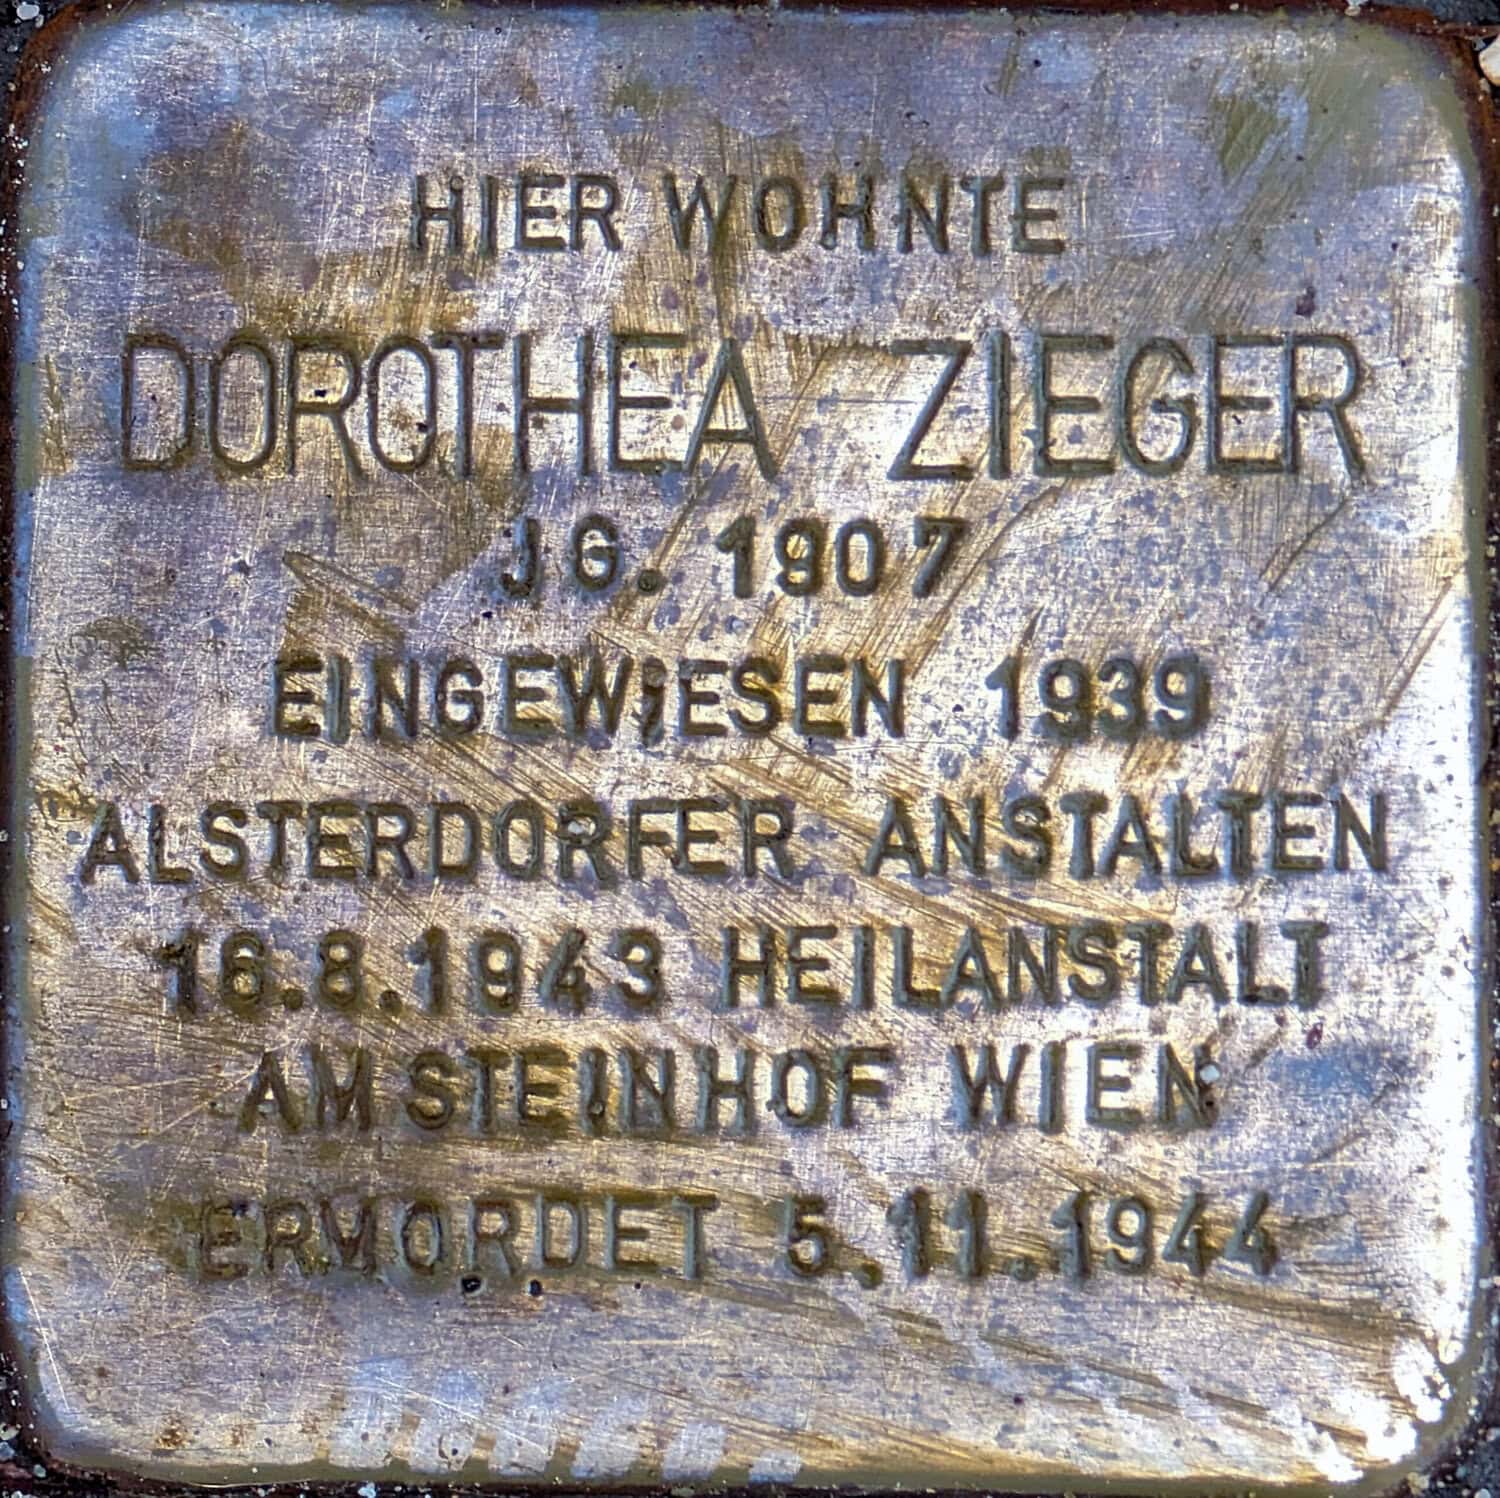 HIER WOHNTE
DOROTHEA ZIEGER
JG. 1907
EINGEWIESEN 1939
ALSTERDORFER ANSTALTEN
16.8.1943 HEILANSTALT
AM STEINHOF WIEN
ERMORDET 5.11.1944